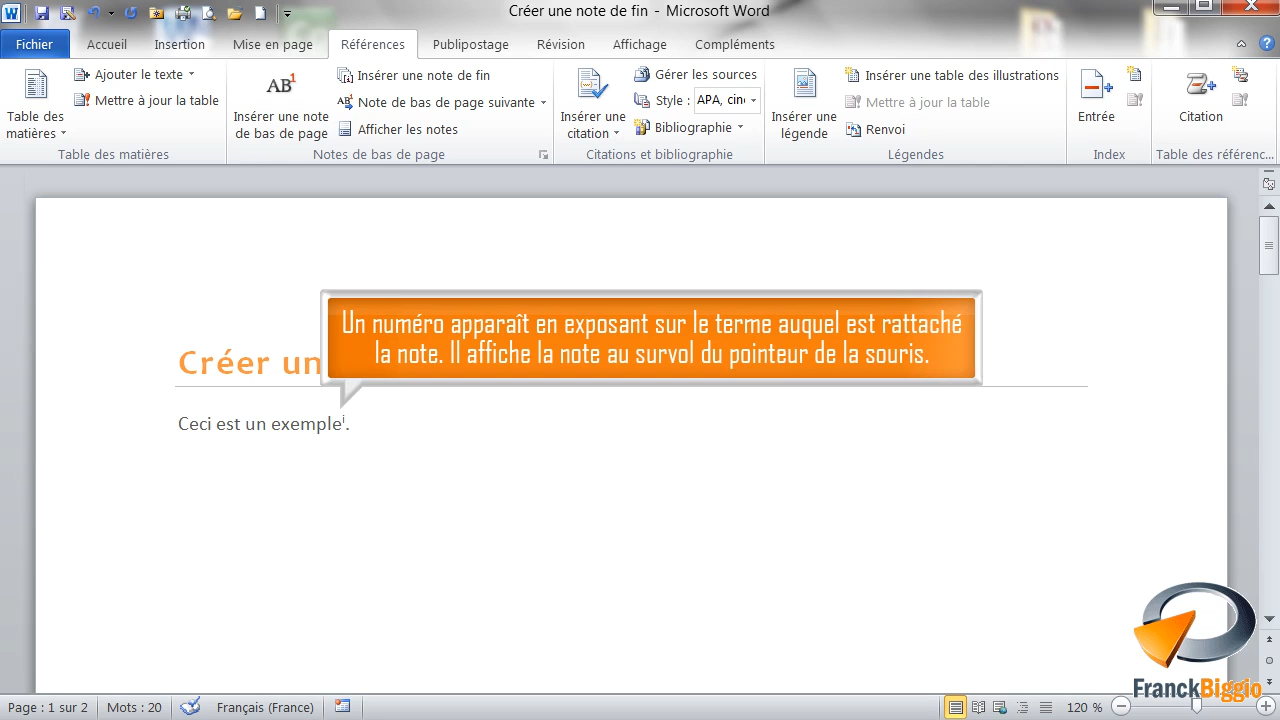 Créer une note de fin - Microsoft Word
Fichier Accueil Insertion Mise en page Références Publipostage Révision Affichage Compléments
Table des matières
Ajouter le texte
Mettre à jour la table
Table des matières
AB1
Insérer une note de bas de page
Insérer une note de fin
Note de bas de page suivante
Afficher les notes
Notes de bas de page
Insérer une citation
Gérer les sources
Style : APA, cin
Bibliographie
Citations et bibliographie
Insérer une légende
Insérer une table des illustrations
Mettre à jour la table
Renvoi
Légendes
Entrée
Index
Citation
Table des référenc...
Un numéro apparaît en exposant sur le terme auquel est rattaché
la note. Il affiche la note au survol du pointeur de la souris.
Créer un
Ceci est un exempleⁱ.
FranckBiggio
Page : 1 sur 2 Mots : 20 Français (France) 120 %